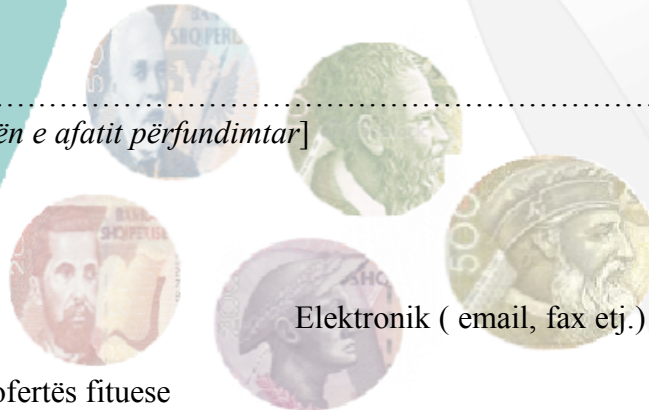 ……………………………………………………………
ën e afatit përfundimtar]
Elektronik ( email, fax etj.)
ofertës fituese